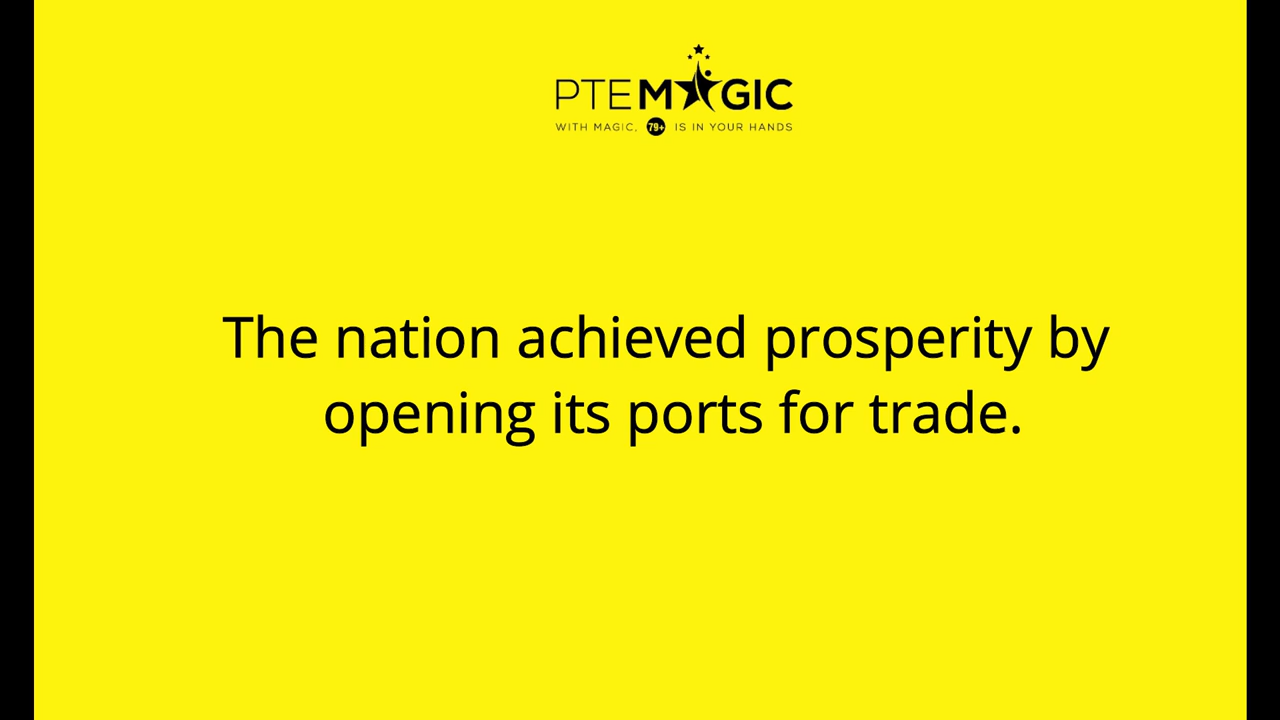 PTEMAGIC
WITH MAGIC, 79+ IS IN YOUR HANDS
The nation achieved prosperity by
opening its ports for trade.